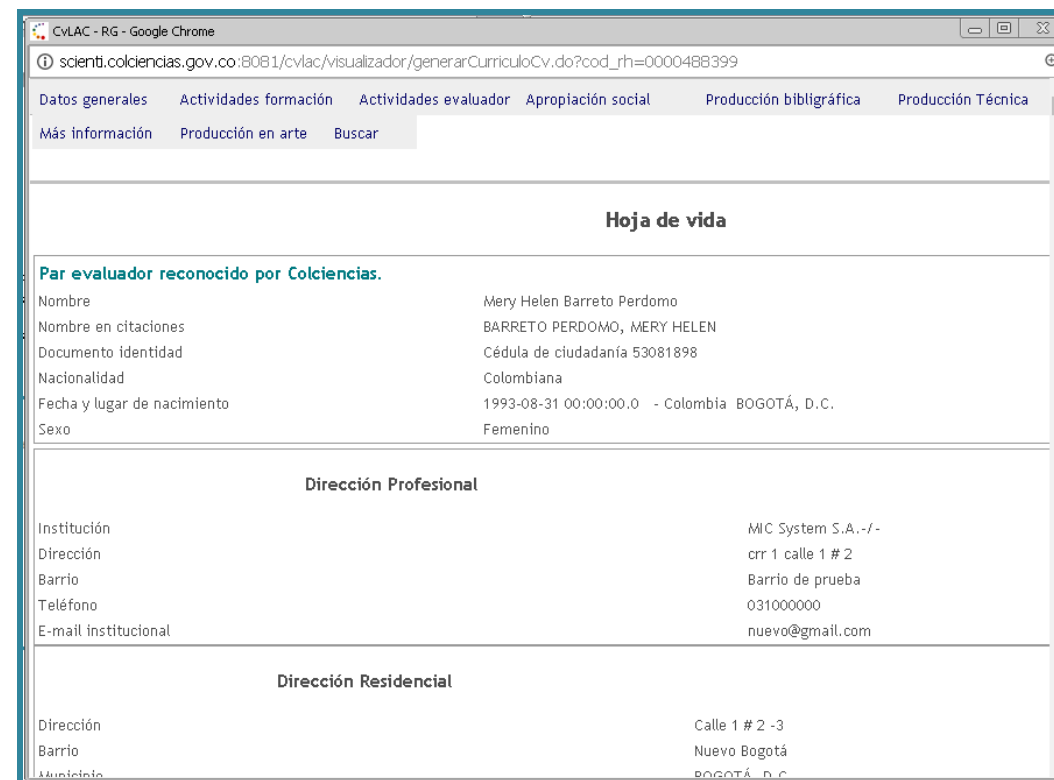 CvLAC - RG - Google Chrome
scienti.colciencias.gov.co:8081/cvlac/visualizador/generarCurriculoCv.do?cod_rh=0000488399
Datos generales Actividades formación Actividades evaluador Apropiación social Producción bibligráfica Producción Técnica
Más información Producción en arte Buscar
Hoja de vida
Par evaluador reconocido por Colciencias.
Nombre Mery Helen Barreto Perdomo
Nombre en citaciones BARRETO PERDOMO, MERY HELEN
Documento identidad Cédula de ciudadanía 53081898
Nacionalidad Colombiana
Fecha y lugar de nacimiento 1993-08-31 00:00:00.0 - Colombia BOGOTÁ, D.C.
Sexo Femenino
Dirección Profesional
Institución MIC System S.A.-/-
Dirección crr 1 calle 1 # 2
Barrio Barrio de prueba
Teléfono 031000000
E-mail institucional nuevo@gmail.com
Dirección Residencial
Dirección Calle 1 # 2 -3
Barrio Nuevo Bogotá
Municipio BOGOTÁ, D.C.